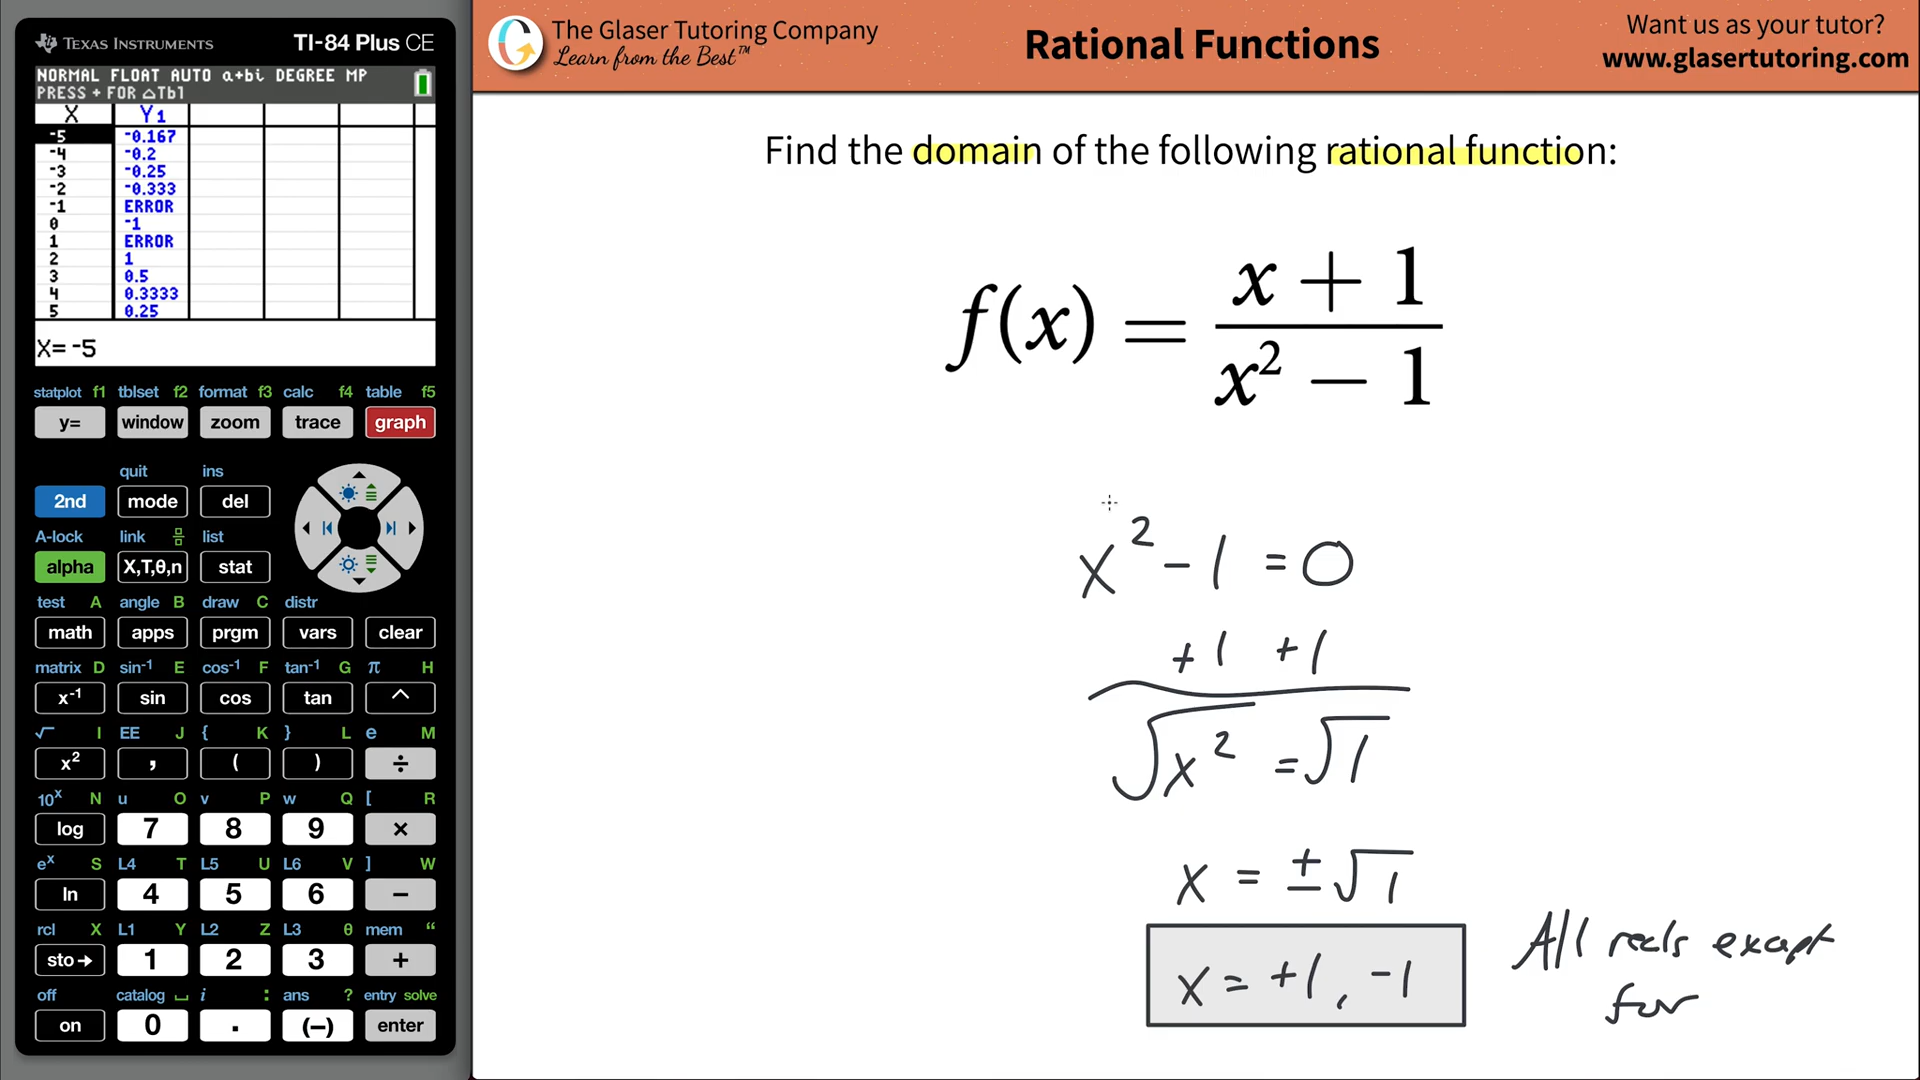 TEXAS INSTRUMENTS TI-84 Plus CE
NORMAL FLOAT AUTO a+bi DEGREE MP
PRESS + FOR △Tbl
X Y1
-5 -0.167
-4 -0.2
-3 -0.25
-2 -0.333
-1 ERROR
0 -1
1 ERROR
2 1
3 0.5
4 0.3333
5 0.25
X= -5
statplot f1 tblset f2 format f3 calc f4 table f5
y= window zoom trace graph
quit ins
2nd mode del
A-lock link list
alpha X,T,θ,n stat
test A angle B draw C distr
math apps prgm vars clear
matrix D sin⁻¹ E cos⁻¹ F tan⁻¹ G π H
x⁻¹ sin cos tan ^
√ I EE J { K } L e M
x² , ( ) ÷
10ˣ N u O v P w Q [ R
log 7 8 9 ×
eˣ S L4 T L5 U L6 V ] W
ln 4 5 6 −
rcl X L1 Y L2 Z L3 θ mem “
sto→ 1 2 3 +
off catalog ⎵ i : ans ? entry solve
on 0 . (−) enter
The Glaser Tutoring Company
Learn from the Best™
Rational Functions
Want us as your tutor?
www.glasertutoring.com
Find the domain of the following rational function:
f(x) = (x + 1)/(x² − 1)
x² - 1 = 0
+1 +1
√x² = √1
x = ±√1
x = +1, -1
All reals except
for